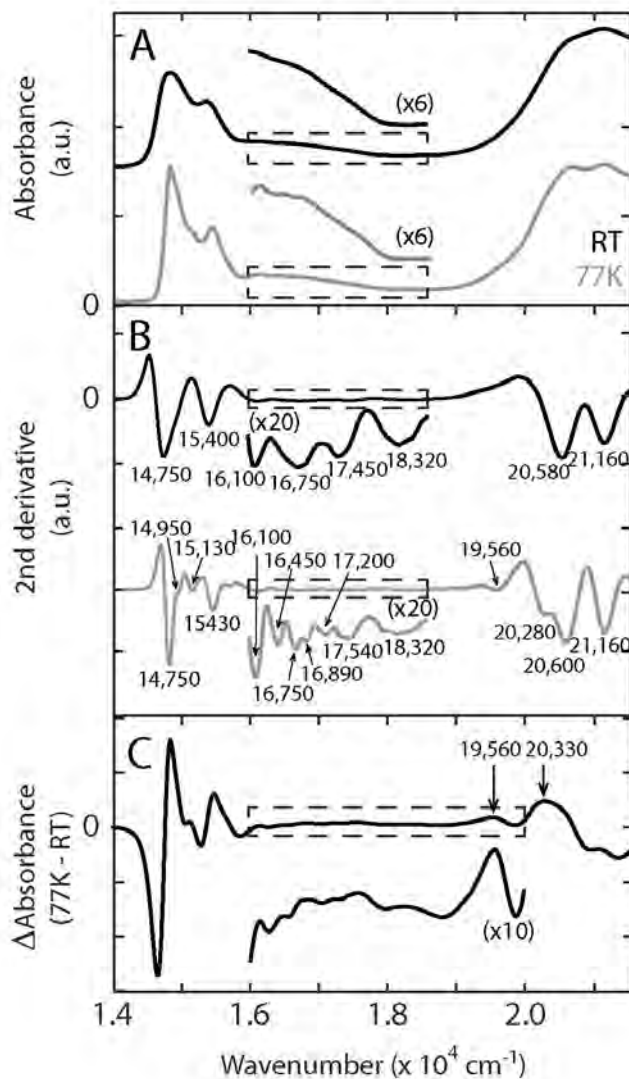 A
Absorbance
(a.u.)
(x6)
(x6)
RT
77K
0
B
2nd derivative
(a.u.)
0
(x20)
15,400
14,750
16,100
16,750
17,450
18,320
20,580
21,160
14,950
15,130
16,100
16,450
17,200
19,560
(x20)
15430
14,750
16,750
16,890
17,540
18,320
20,280
20,600
21,160
C
ΔAbsorbance
(77K - RT)
0
19,560
20,330
(x10)
1.4
1.6
1.8
2.0
Wavenumber (x 10⁴ cm⁻¹)